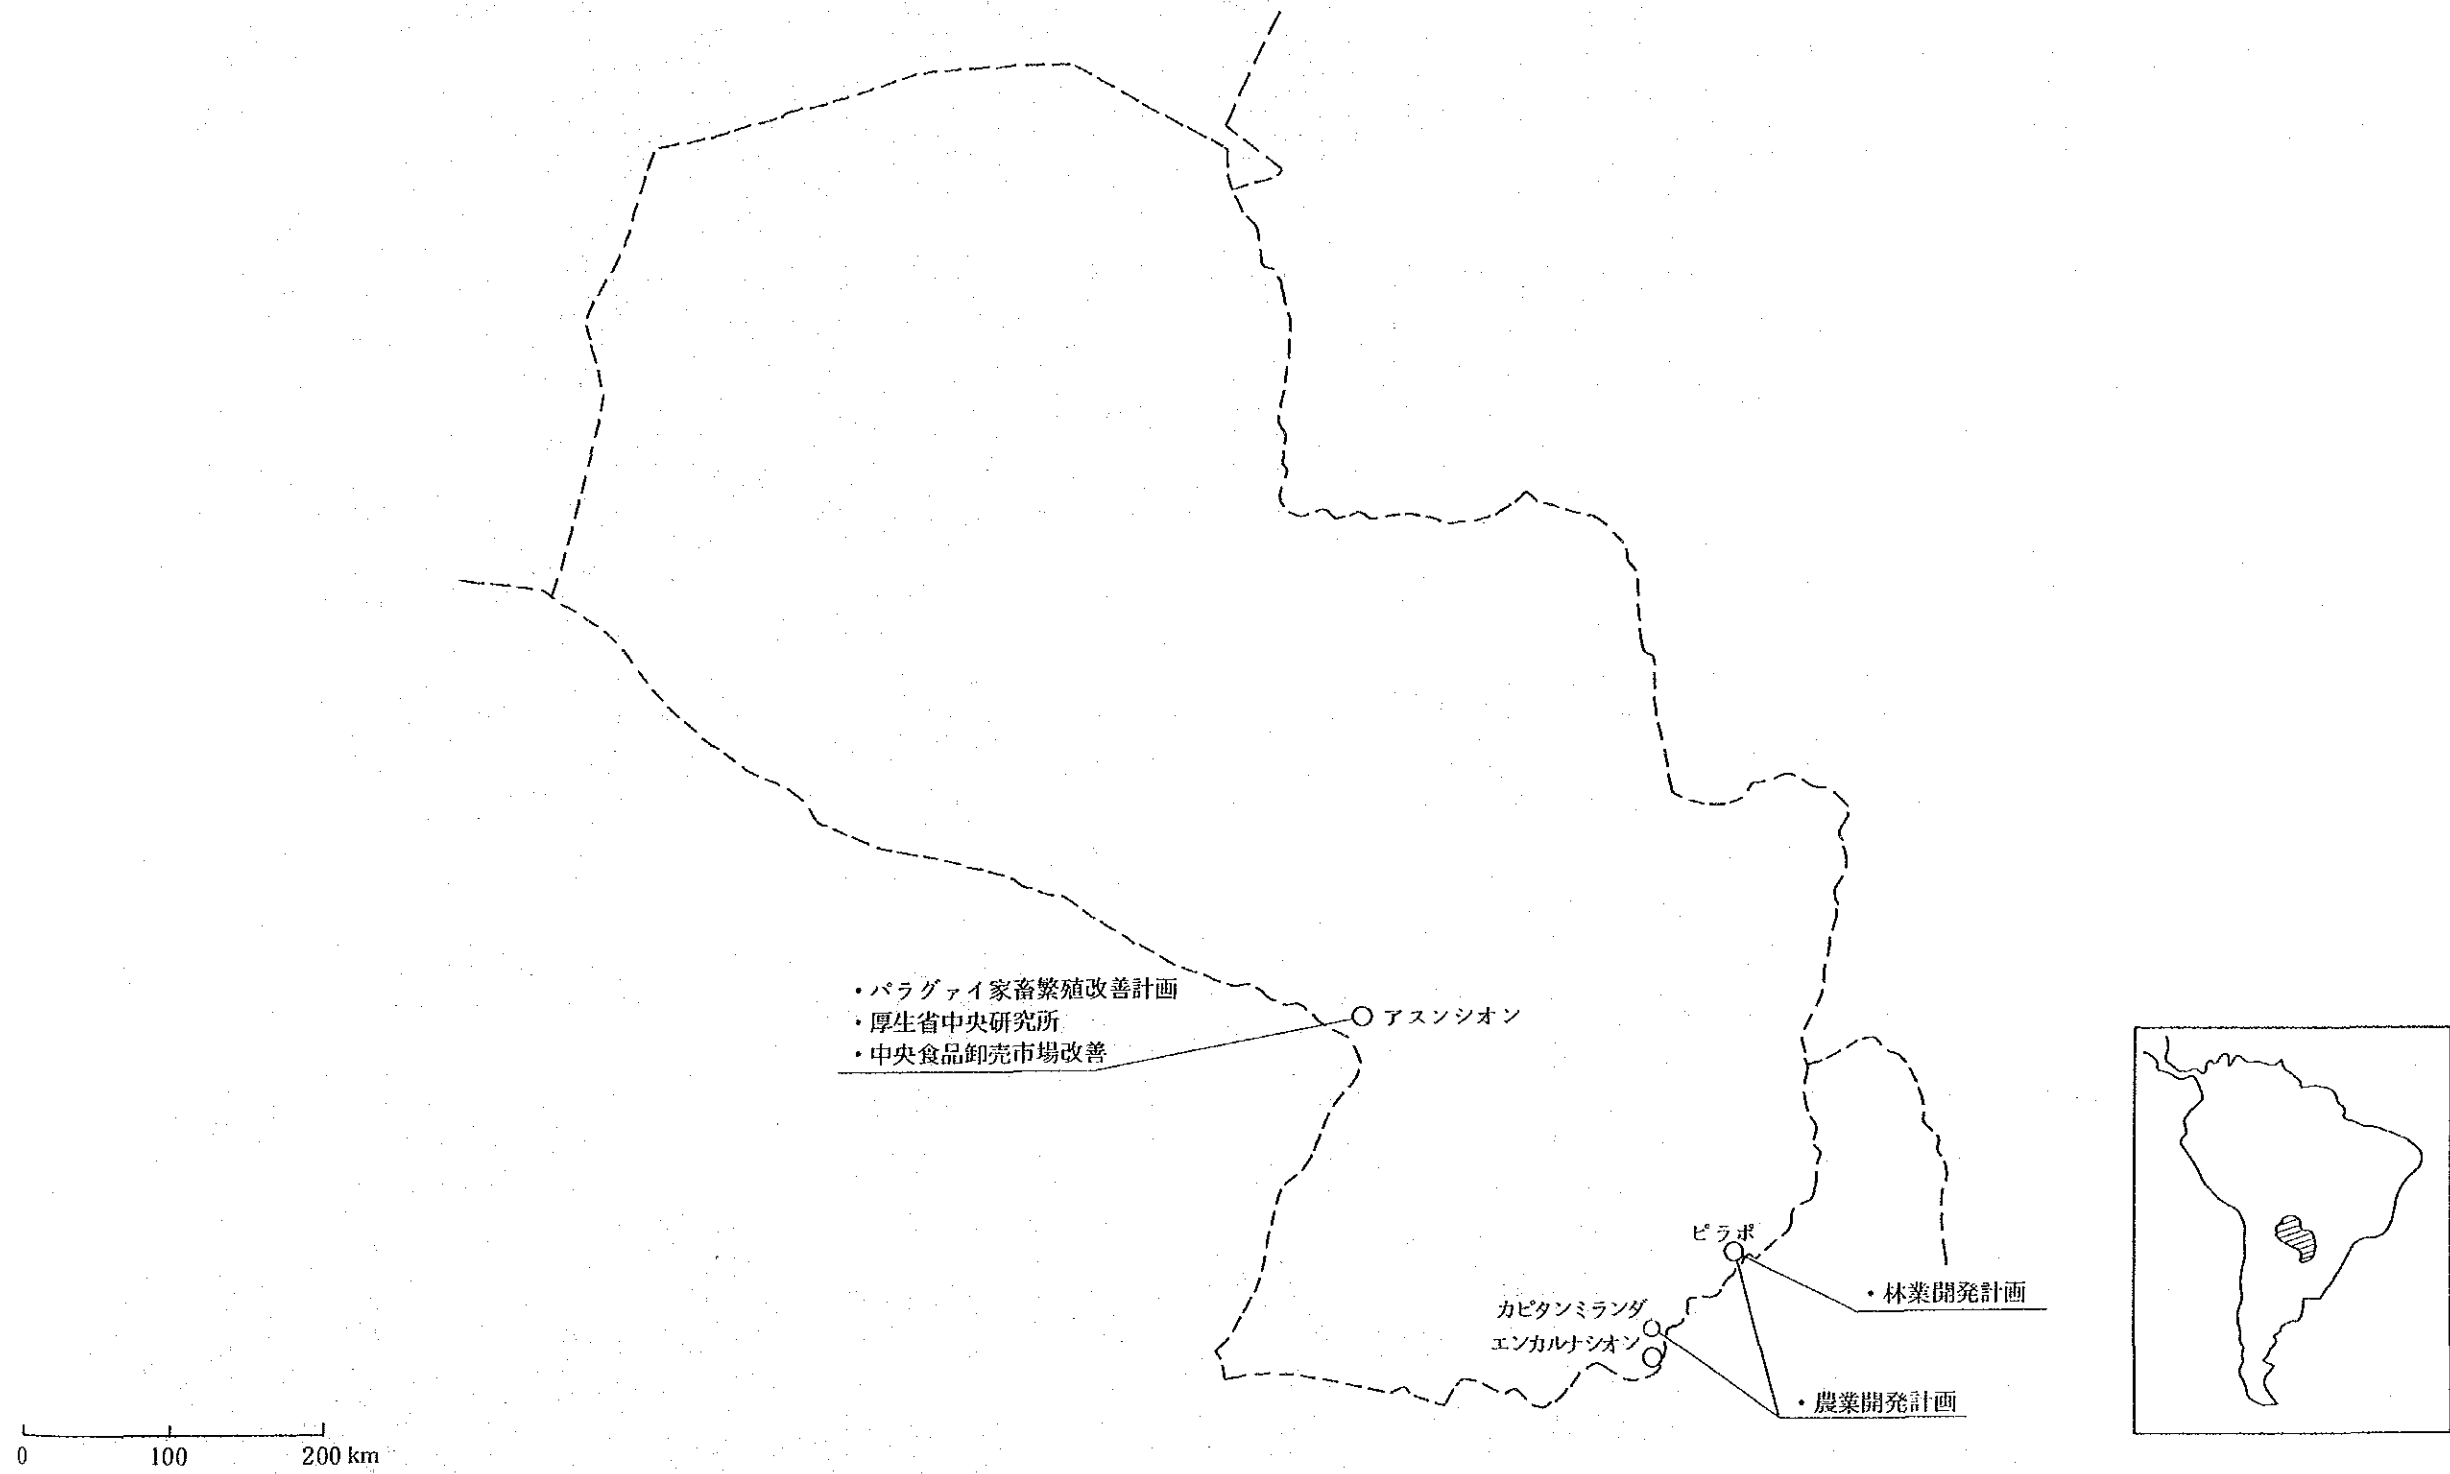 ・パラグァイ家畜繁殖改善計画
・厚生省中央研究所
・中央食品卸売市場改善
アスンシオン
ピラポ
・林業開発計画
カピタンミランダ
エンカルナシオン
・農業開発計画
0 100 200 km